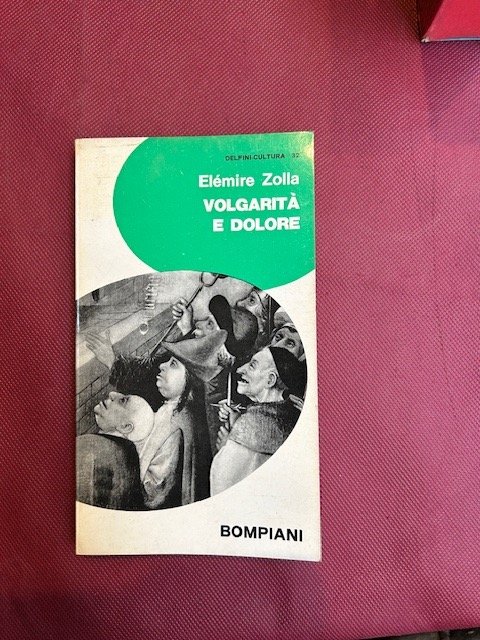 DELFINI-CULTURA 32
Elémire Zolla
VOLGARITÀ
E DOLORE
BOMPIANI